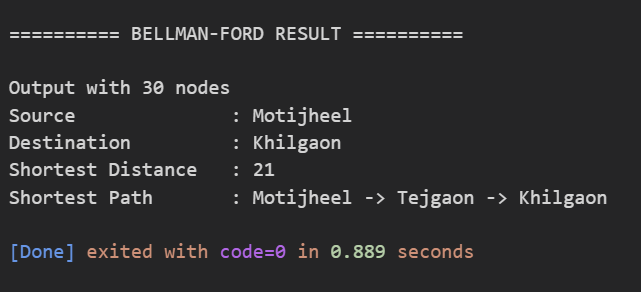 ========== BELLMAN-FORD RESULT ==========
Output with 30 nodes
Source : Motijheel
Destination : Khilgaon
Shortest Distance : 21
Shortest Path : Motijheel -> Tejgaon -> Khilgaon
[Done] exited with code=0 in 0.889 seconds